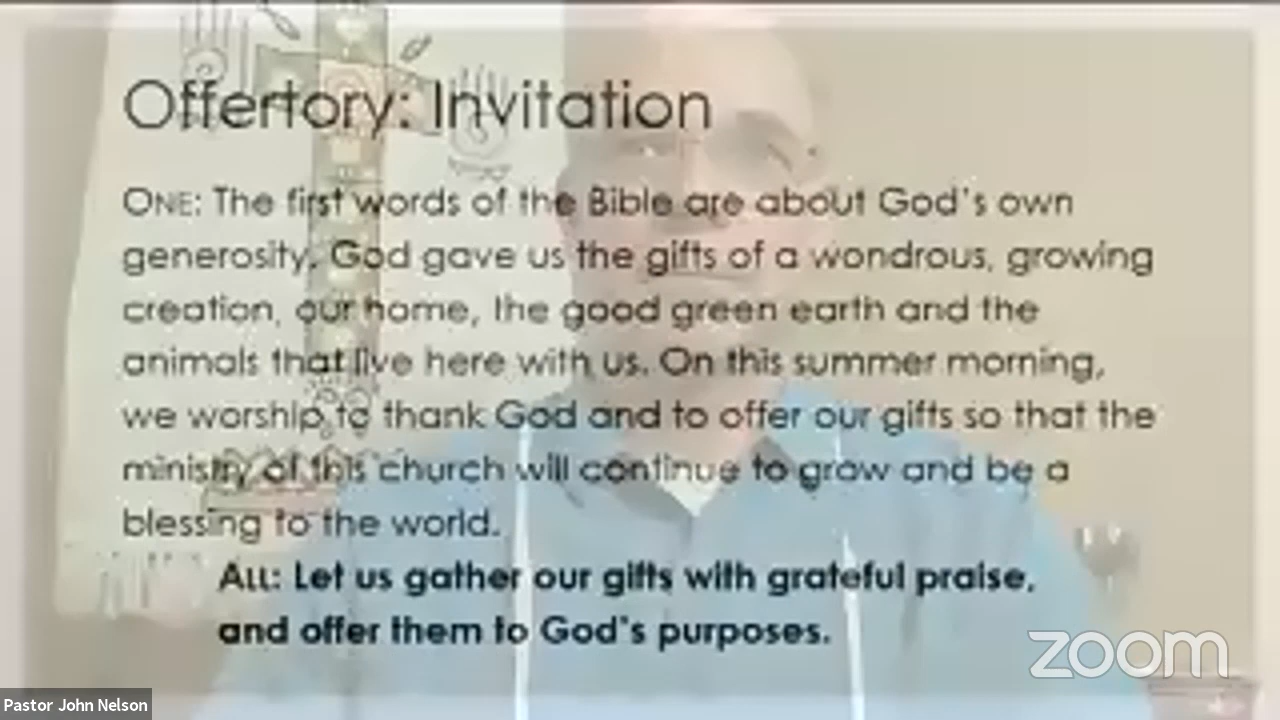 Offertory: Invitation
ONE: The first words of the Bible are about God's own
generosity. God gave us the gifts of a wondrous, growing
creation, our home, the good green earth and the
animals that live here with us. On this summer morning,
we worship to thank God and to offer our gifts so that the
ministry of this church will continue to grow and be a
blessing to the world.
ALL: Let us gather our gifts with grateful praise,
and offer them to God's purposes.
zoom
Pastor John Nelson